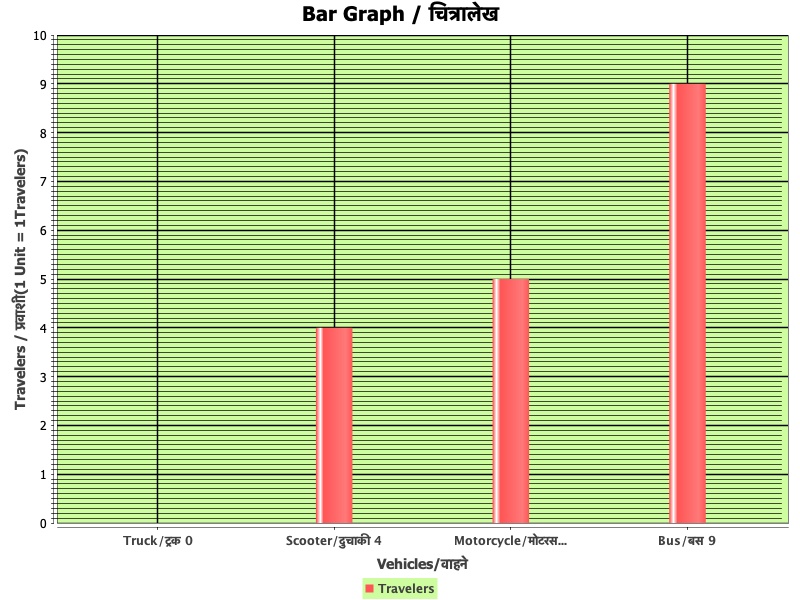 Bar Graph / चित्रालेख
Travelers / प्रवाशी(1 Unit = 1Travelers)
10
9
8
7
6
5
4
3
2
1
0
Truck/ट्रक 0 Scooter/दुचाकी 4 Motorcycle/मोटरस... Bus/बस 9
Vehicles/वाहने
Travelers